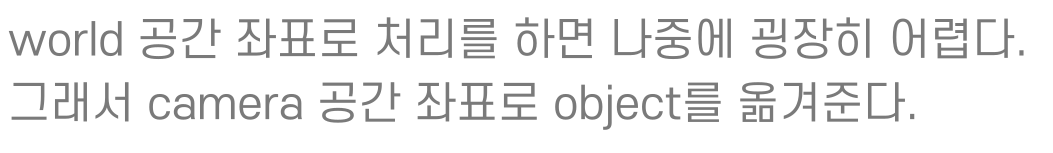 world 공간 좌표로 처리를 하면 나중에 굉장히 어렵다.
그래서 camera 공간 좌표로 object를 옮겨준다.